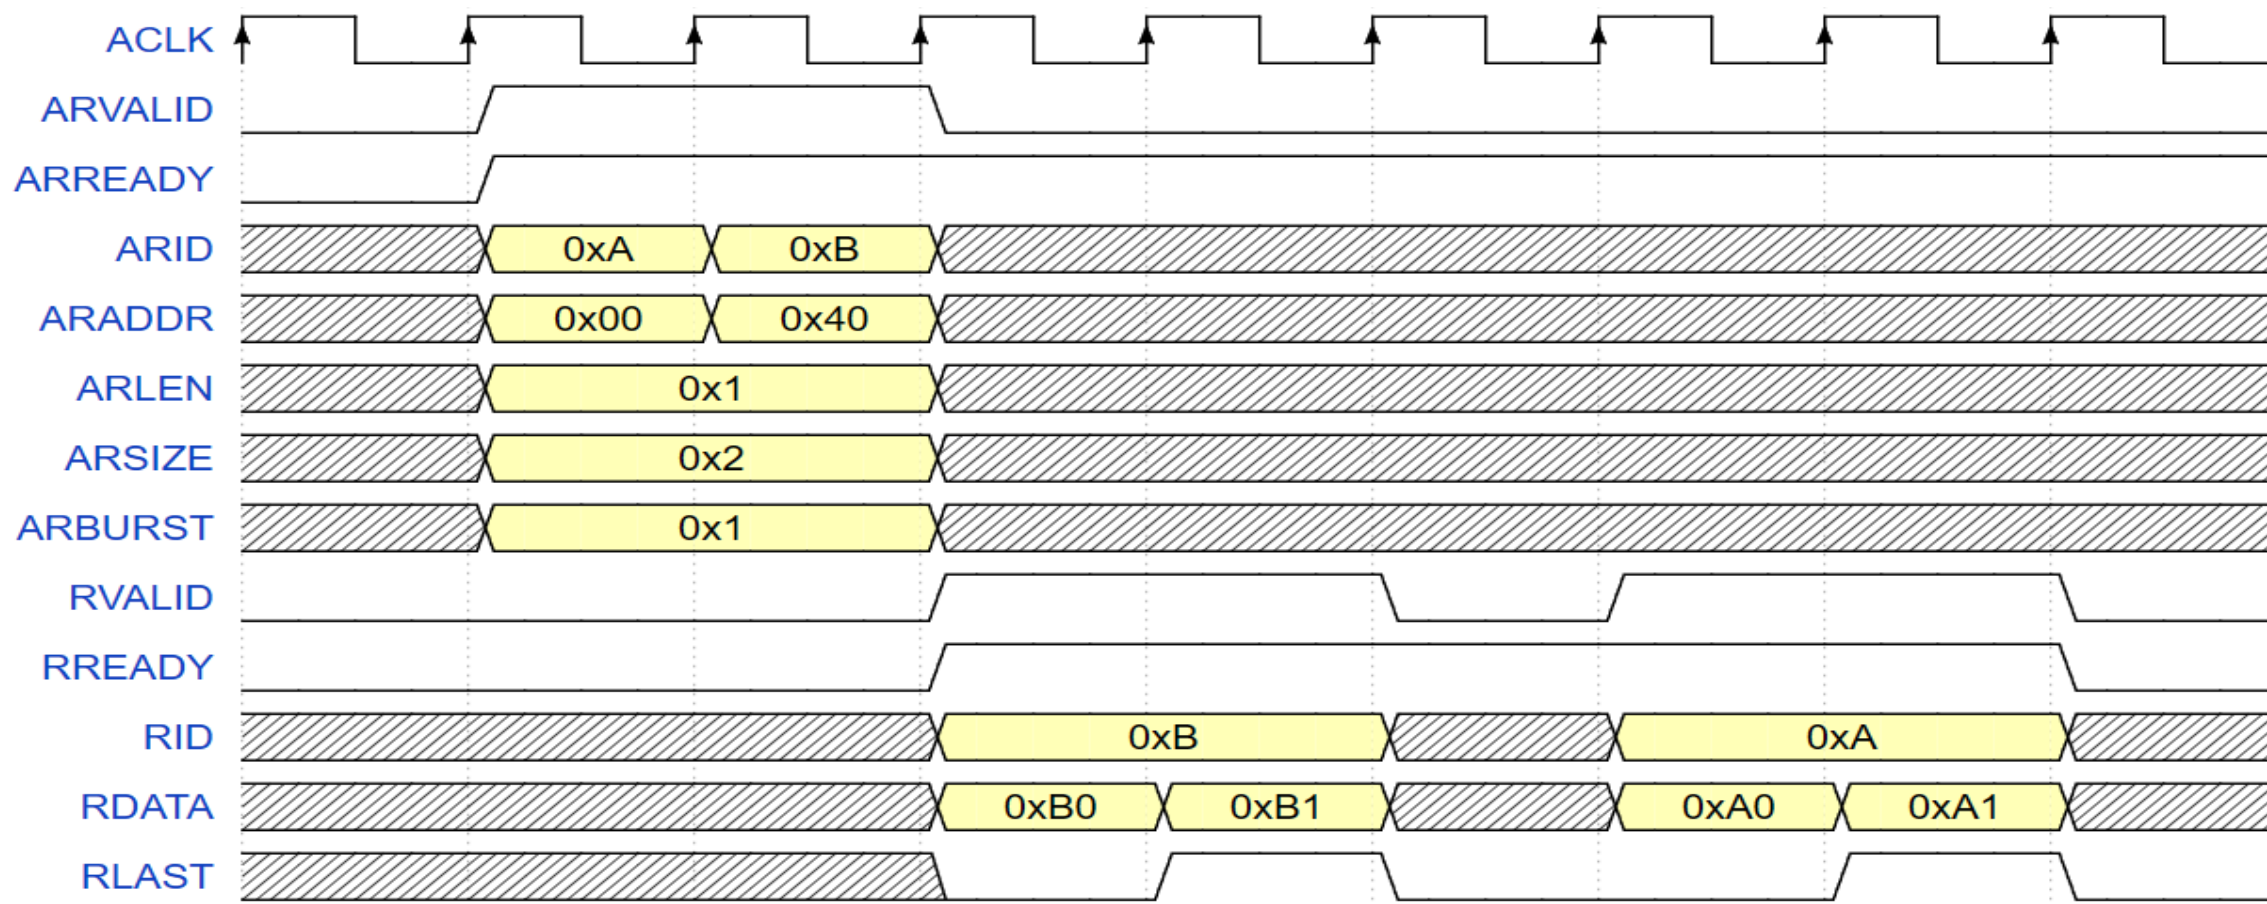 ACLK
ARVALID
ARREADY
ARID 0xA 0xB
ARADDR 0x00 0x40
ARLEN 0x1
ARSIZE 0x2
ARBURST 0x1
RVALID
RREADY
RID 0xB 0xA
RDATA 0xB0 0xB1 0xA0 0xA1
RLAST